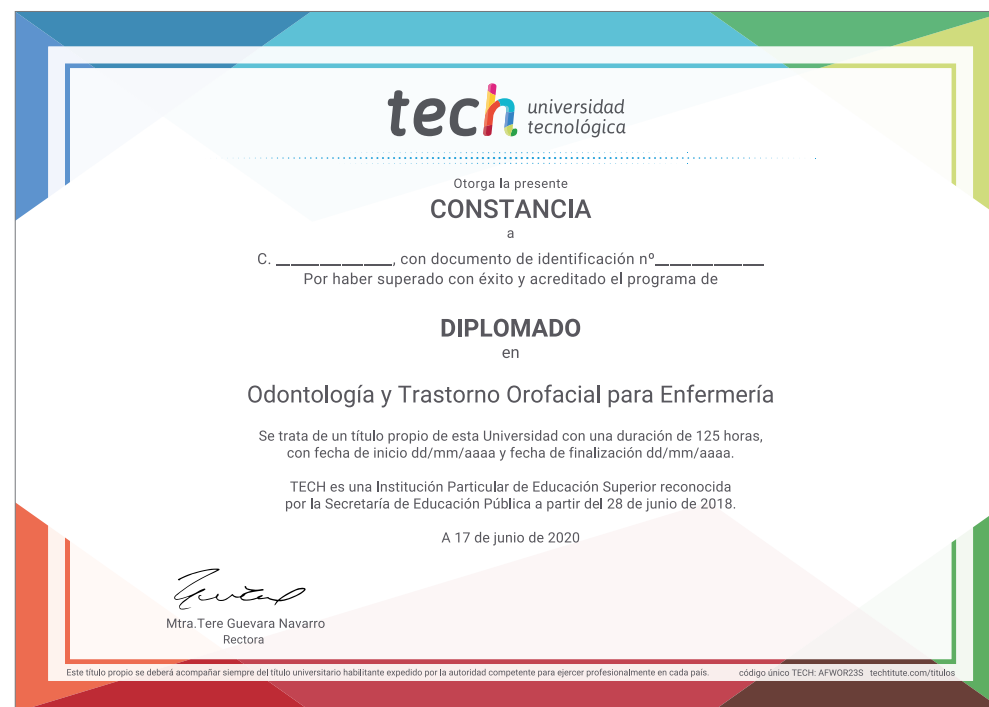 tech universidad
tecnológica
Otorga la presente
CONSTANCIA
a
C. ______________, con documento de identificación nº_____________
Por haber superado con éxito y acreditado el programa de
DIPLOMADO
en
Odontología y Trastorno Orofacial para Enfermería
Se trata de un título propio de esta Universidad con una duración de 125 horas,
con fecha de inicio dd/mm/aaaa y fecha de finalización dd/mm/aaaa.
TECH es una Institución Particular de Educación Superior reconocida
por la Secretaría de Educación Pública a partir del 28 de junio de 2018.
A 17 de junio de 2020
Mtra.Tere Guevara Navarro
Rectora
Este título propio se deberá acompañar siempre del título universitario habilitante expedido por la autoridad competente para ejercer profesionalmente en cada país. código único TECH: AFWOR23S techtitute.com/titulos